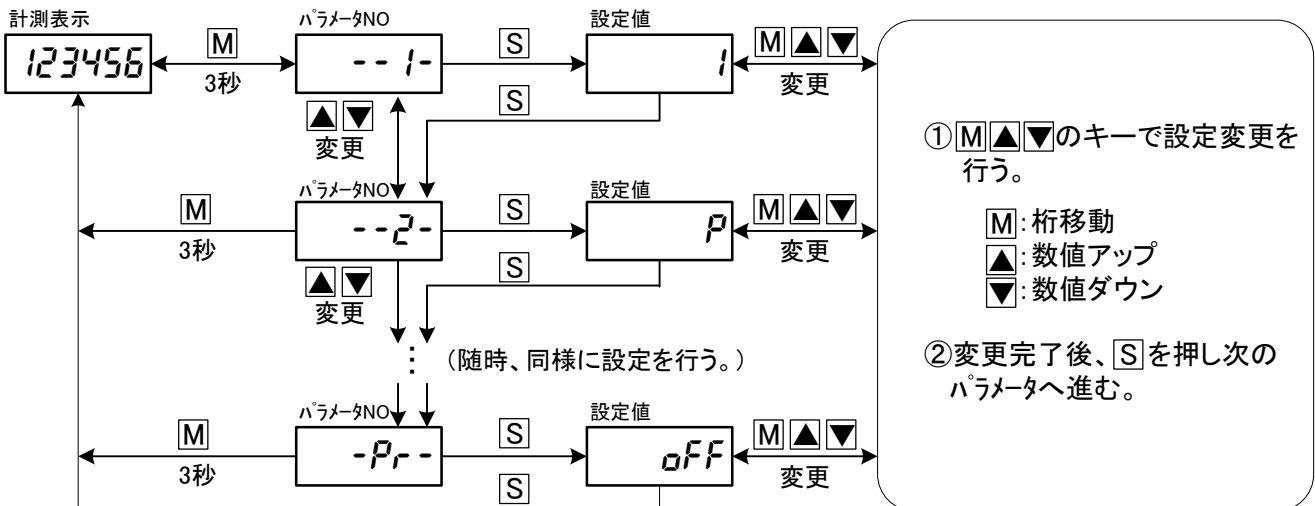 計測表示
123456
M
3秒
パラメータNO
--1-
S
設定値
1
M▲▼
変更
S
▲▼
変更
パラメータNO
--2-
M
3秒
S
設定値
P
M▲▼
変更
S
▲▼
変更
⋮
(随時、同様に設定を行う。)
パラメータNO
-Pr-
M
3秒
S
設定値
oFF
M▲▼
変更
S
①M▲▼のキーで設定変更を
行う。
M:桁移動
▲:数値アップ
▼:数値ダウン
②変更完了後、Sを押し次の
パラメータへ進む。